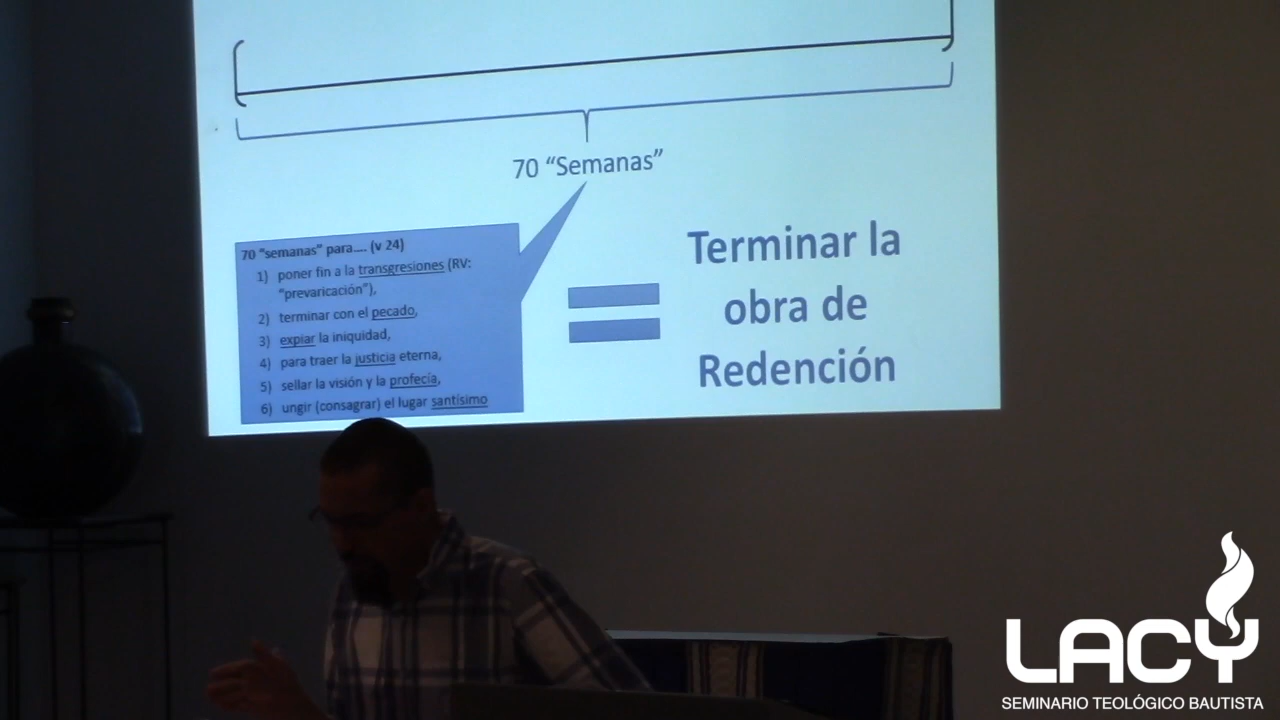 70 “Semanas”
70 “semanas” para.... (v 24)
1) poner fin a la transgresiones (RV:
“prevaricación”),
2) terminar con el pecado,
3) expiar la iniquidad,
4) para traer la justicia eterna,
5) sellar la visión y la profecía,
6) ungir (consagrar) el lugar santísimo
Terminar la
obra de
Redención
LACY
SEMINARIO TEOLÓGICO BAUTISTA